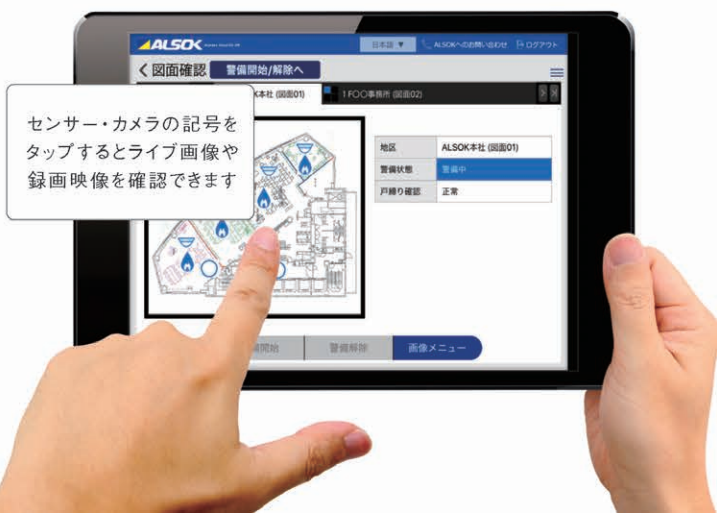 ALSOK
日本語 ▼
ALSOKへのお問い合わせ
ログアウト
図面確認
警備開始/解除へ
本社 (図面01)
1F〇〇事務所 (図面02)
センサー・カメラの記号を
タップするとライブ画像や
録画映像を確認できます
地区 ALSOK本社 (図面01)
警備状態 警備中
戸締り確認 正常
開始
警備解除
画像メニュー